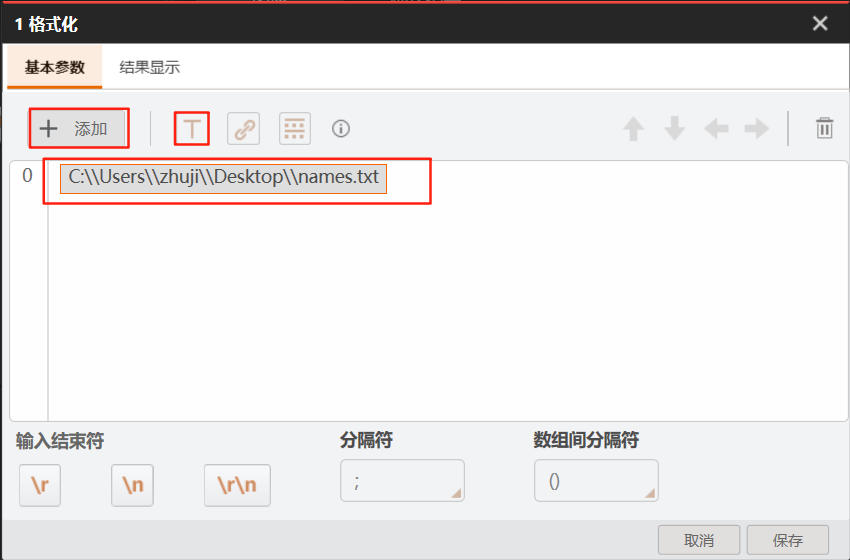 1 格式化
基本参数 结果显示
添加
0 C:\\Users\\zhuji\\Desktop\\names.txt
输入结束符 分隔符 数组间分隔符
\r \n \r\n ; ()
取消 保存